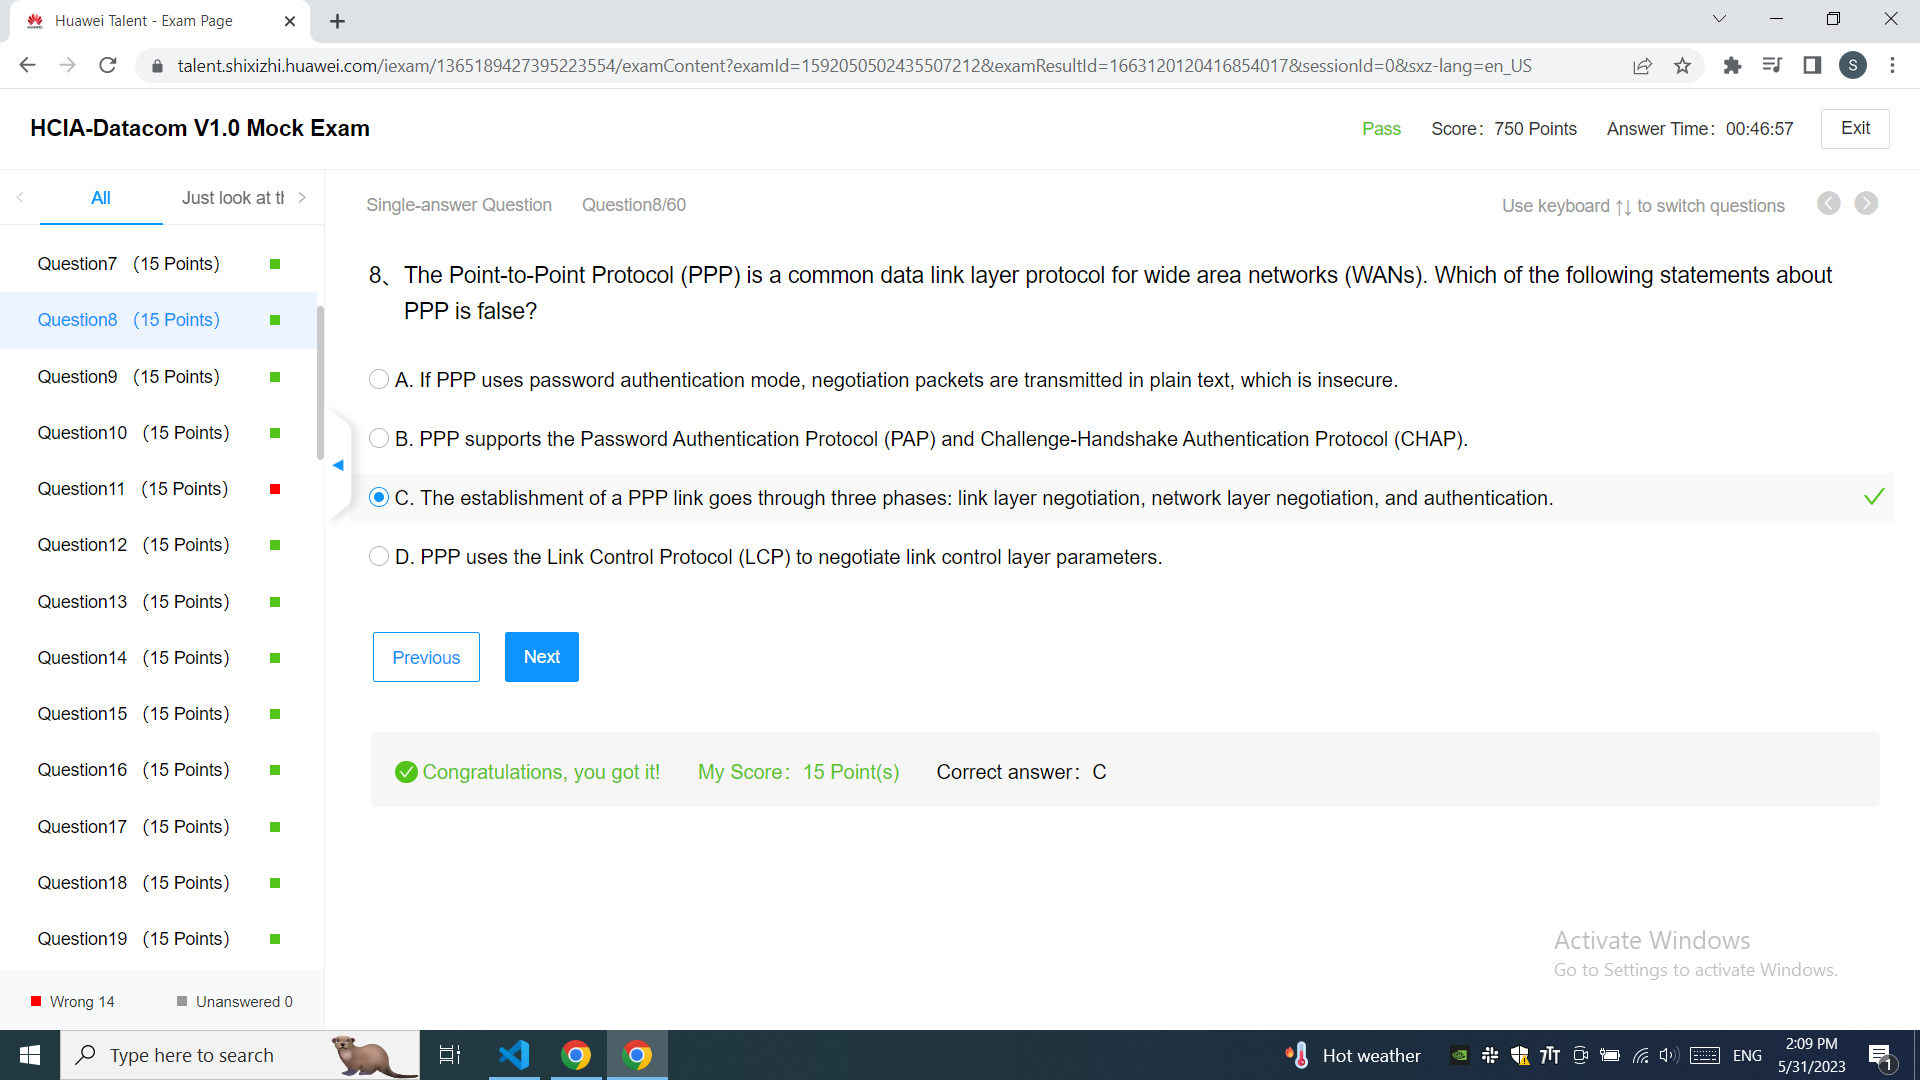 Huawei Talent - Exam Page
talent.shixizhi.huawei.com/iexam/1365189427395223554/examContent?examId=1592050502435507212&examResultId=1663120120416854017&sessionId=0&sxz-lang=en_US
S
HCIA-Datacom V1.0 Mock Exam
Pass
Score：750 Points
Answer Time：00:46:57
Exit
All
Just look at th
Question7 （15 Points）
Question8 （15 Points）
Question9 （15 Points）
Question10 （15 Points）
Question11 （15 Points）
Question12 （15 Points）
Question13 （15 Points）
Question14 （15 Points）
Question15 （15 Points）
Question16 （15 Points）
Question17 （15 Points）
Question18 （15 Points）
Question19 （15 Points）
Wrong 14
Unanswered 0
Single-answer Question
Question8/60
Use keyboard ↑↓ to switch questions
8、The Point-to-Point Protocol (PPP) is a common data link layer protocol for wide area networks (WANs). Which of the following statements about
PPP is false?
A. If PPP uses password authentication mode, negotiation packets are transmitted in plain text, which is insecure.
B. PPP supports the Password Authentication Protocol (PAP) and Challenge-Handshake Authentication Protocol (CHAP).
C. The establishment of a PPP link goes through three phases: link layer negotiation, network layer negotiation, and authentication.
D. PPP uses the Link Control Protocol (LCP) to negotiate link control layer parameters.
Previous
Next
Congratulations, you got it!
My Score：15 Point(s)
Correct answer：C
Activate Windows
Go to Settings to activate Windows.
Type here to search
Hot weather
ENG
2:09 PM
5/31/2023
1